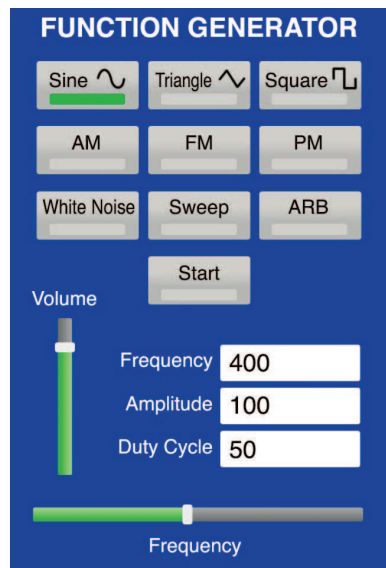 FUNCTION GENERATOR
Sine Triangle Square
AM FM PM
White Noise Sweep ARB
Start
Volume
Frequency 400
Amplitude 100
Duty Cycle 50
Frequency